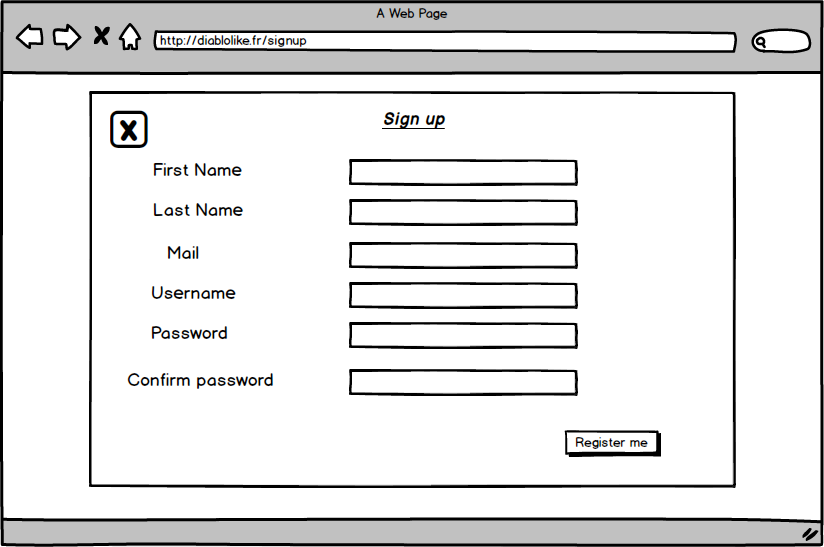 A Web Page
http://diablolike.fr/signup
Sign up
First Name
Last Name
Mail
Username
Password
Confirm password
Register me